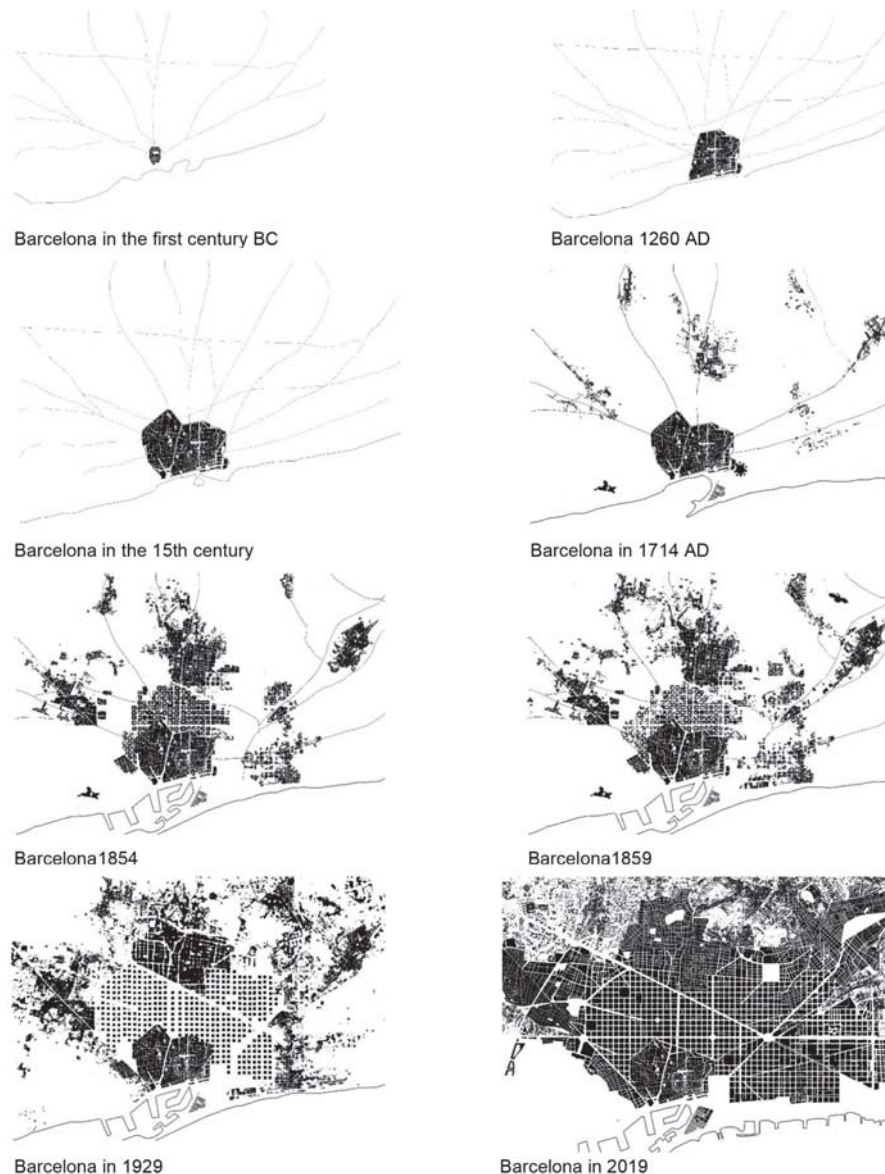 Barcelona in the first century BC
Barcelona 1260 AD
Barcelona in the 15th century
Barcelona in 1714 AD
Barcelona1854
Barcelona1859
Barcelona in 1929
Barcelona in 2019